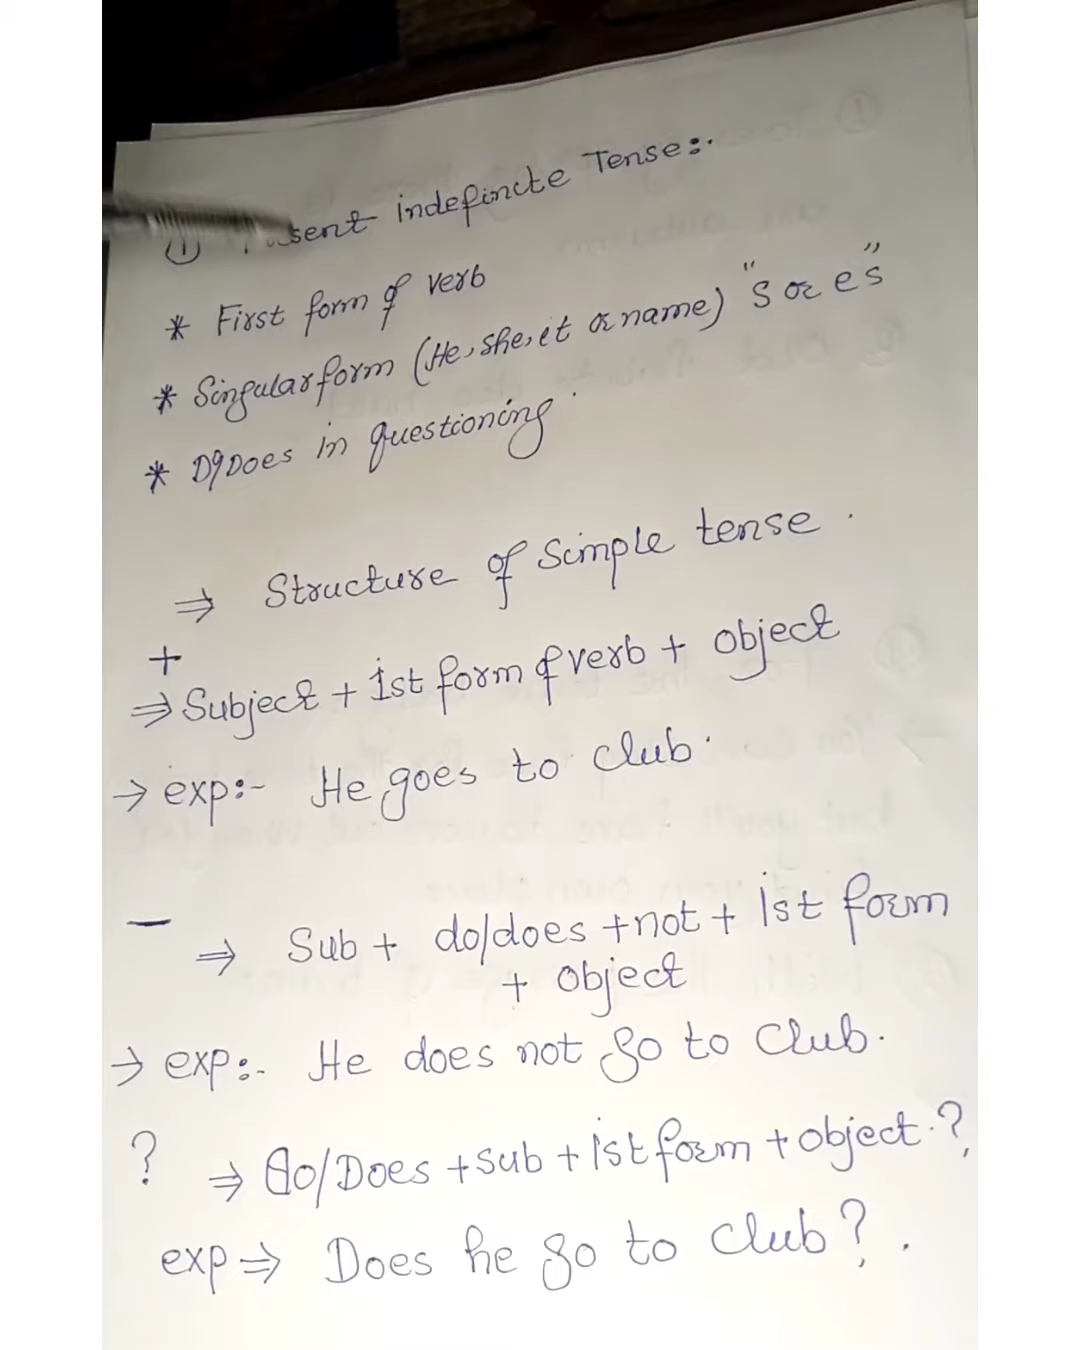 ① sent indefinite Tense:.
* First form of verb
* Singular form (He, she, it or name) "s or es"
* Does in questioning
⇒ Structure of Simple tense.
+
⇒ Subject + 1st form of verb + object
→ exp:- He goes to club.
—
⇒ Sub + do/does + not + 1st form
+ object
→ exp:- He does not go to club.
? ⇒ Do/Does + sub + 1st form + object.?
exp ⇒ Does he go to club?.